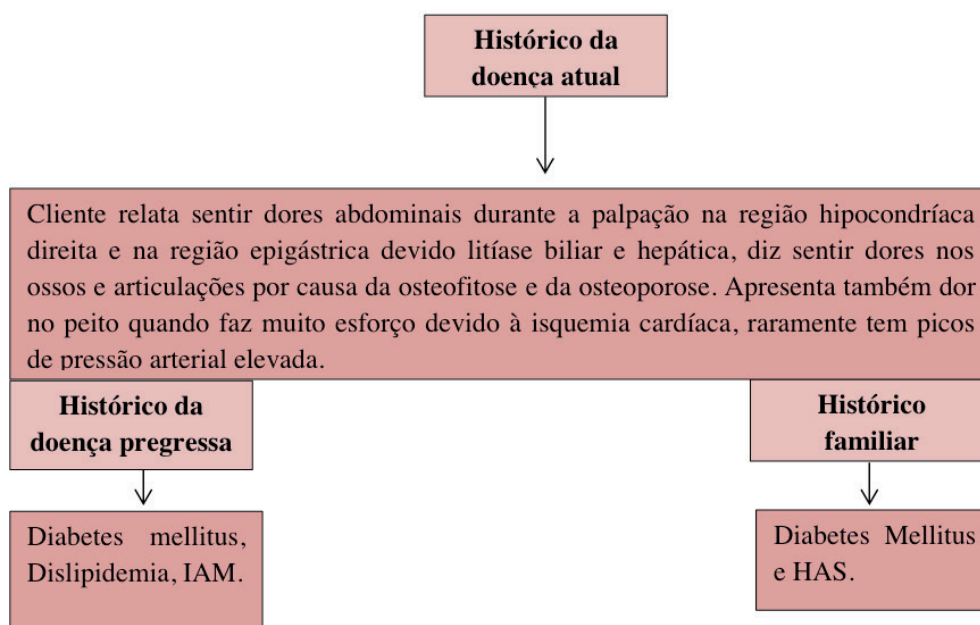 Histórico da
doença atual
Cliente relata sentir dores abdominais durante a palpação na região hipocondríaca
direita e na região epigástrica devido litíase biliar e hepática, diz sentir dores nos
ossos e articulações por causa da osteofitose e da osteoporose. Apresenta também dor
no peito quando faz muito esforço devido à isquemia cardíaca, raramente tem picos
de pressão arterial elevada.
Histórico da
doença pregressa
Histórico
familiar
Diabetes mellitus,
Dislipidemia, IAM.
Diabetes Mellitus
e HAS.